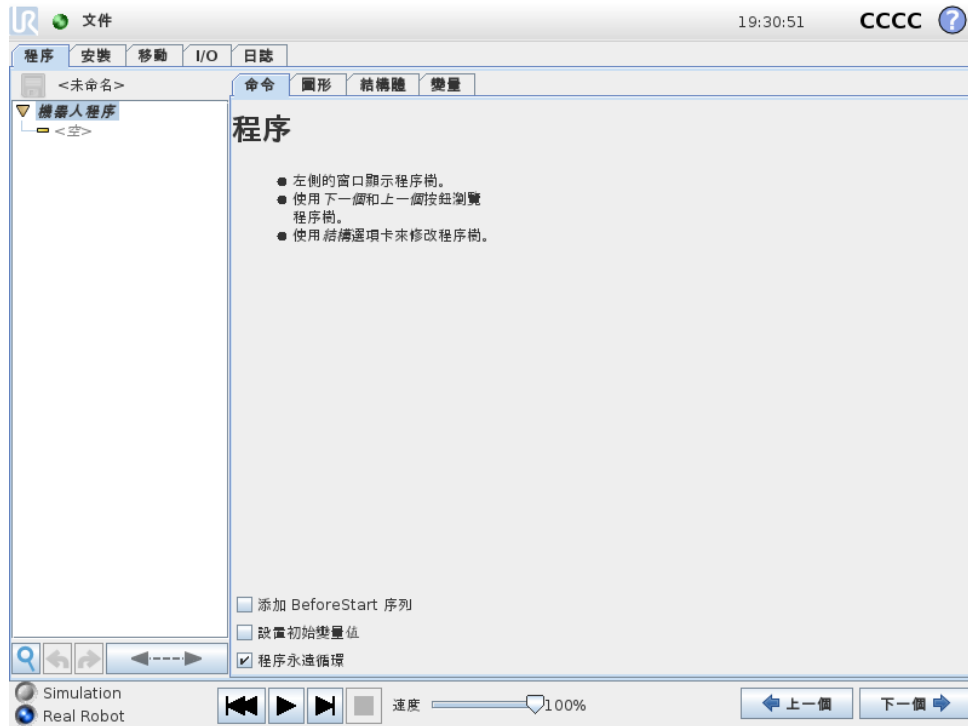 UR 文件 19:30:51 CCCC ?
程序 安裝 移動 I/O 日誌
<未命名> 命令 圖形 結構體 變量
機器人程序
<空>
程序
左側的窗口顯示程序樹。
使用下一個和上一個按鈕瀏覽
程序樹。
使用結構選項卡來修改程序樹。
添加 BeforeStart 序列
設置初始變量值
程序永遠循環
Simulation
Real Robot
速度 100% 上一個 下一個